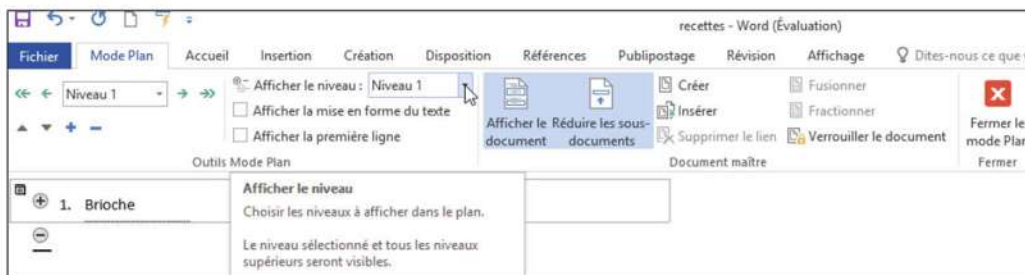 recettes - Word (Évaluation)
Fichier Mode Plan Accueil Insertion Création Disposition Références Publipostage Révision Affichage Dites-nous ce que
Niveau 1
Afficher le niveau : Niveau 1
Afficher la mise en forme du texte
Afficher la première ligne
Outils Mode Plan
Afficher le document
Réduire les sous-documents
Créer
Insérer
Supprimer le lien
Fusionner
Fractionner
Verrouiller le document
Document maître
Fermer le
mode Plan
Fermer
1. Brioche
Afficher le niveau
Choisir les niveaux à afficher dans le plan.
Le niveau sélectionné et tous les niveaux
supérieurs seront visibles.